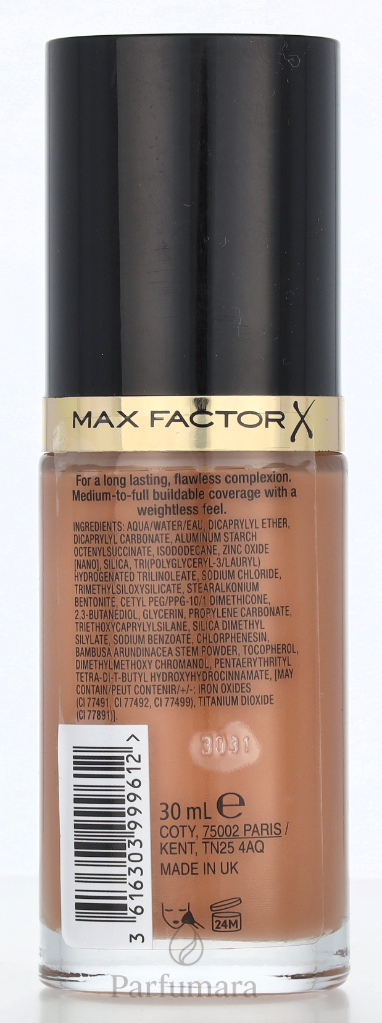 MAX FACTOR X
For a long lasting, flawless complexion.
Medium-to-full buildable coverage with a
weightless feel.
INGREDIENTS: AQUA/WATER/EAU, DICAPRYLYL ETHER,
DICAPRYLYL CARBONATE, ALUMINUM STARCH
OCTENYLSUCCINATE, ISODODECANE, ZINC OXIDE
[NANO], SILICA, TRI(POLYGLYCERYL-3/LAURYL)
HYDROGENATED TRILINOLEATE, SODIUM CHLORIDE,
TRIMETHYLSILOXYSILICATE, STEARALKONIUM
BENTONITE, CETYL PEG/PPG-10/1 DIMETHICONE,
2,3-BUTANEDIOL, GLYCERIN, PROPYLENE CARBONATE,
TRIETHOXYCAPRYLYLSILANE, SILICA DIMETHYL
SILYLATE, SODIUM BENZOATE, CHLORPHENESIN,
BAMBUSA ARUNDINACEA STEM POWDER, TOCOPHEROL,
DIMETHYLMETHOXY CHROMANOL, PENTAERYTHRITYL
TETRA-DI-T-BUTYL HYDROXYHYDROCINNAMATE, [MAY
CONTAIN/PEUT CONTENIR/+/-: IRON OXIDES
(CI 77491, CI 77492, CI 77499), TITANIUM DIOXIDE
(CI 77891)].
3031
3 616303 999612 >
30 mL e
COTY, 75002 PARIS /
KENT, TN25 4AQ
MADE IN UK
24M
Parfumara